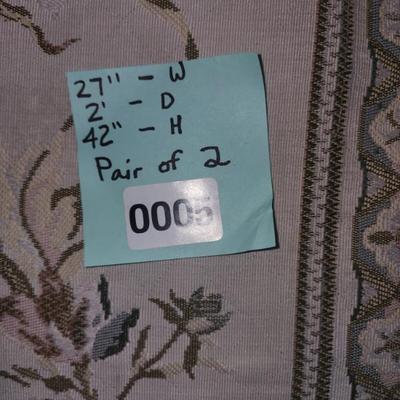 27" - W
2' - D
42" - H
Pair of 2
0005